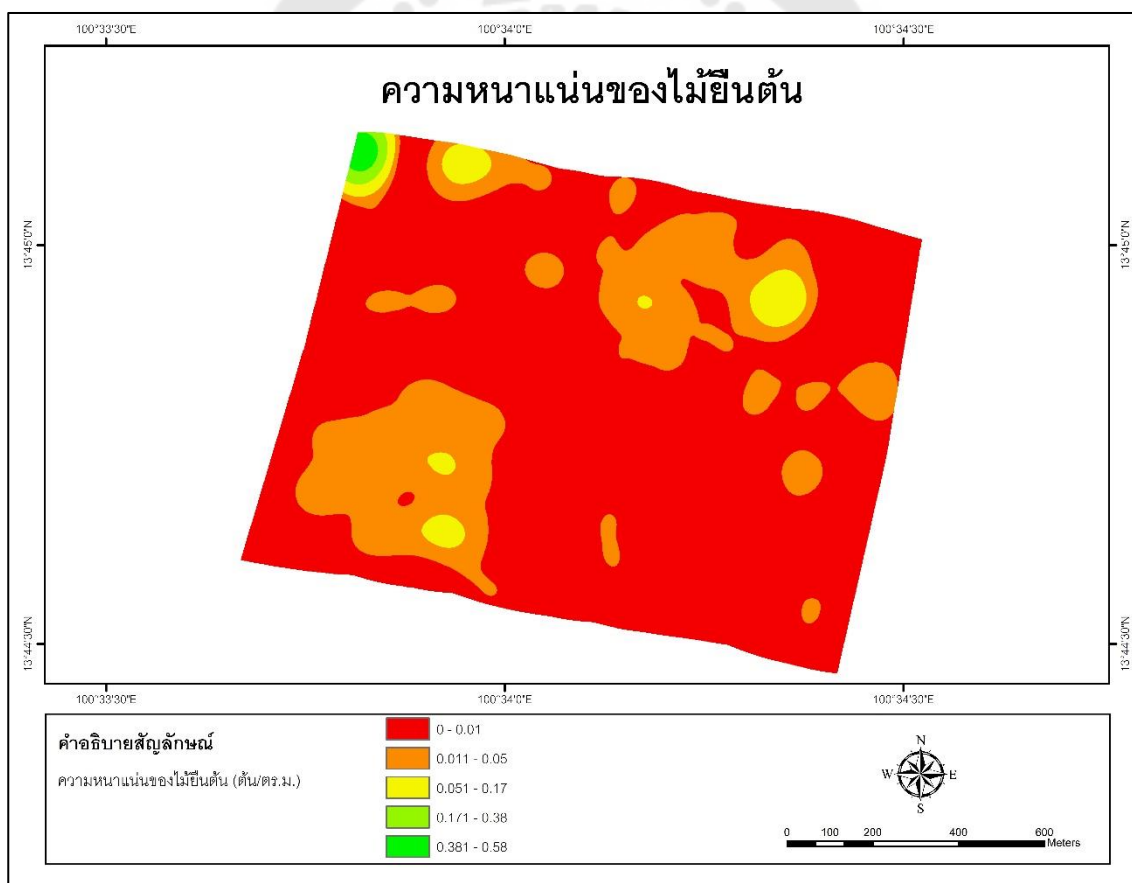 100°33'30"E 100°34'0"E 100°34'30"E
ความหนาแน่นของไม้ยืนต้น
13°45'0"N 13°45'0"N
13°44'30"N 13°44'30"N
100°33'30"E 100°34'0"E 100°34'30"E
คำอธิบายสัญลักษณ์
ความหนาแน่นของไม้ยืนต้น (ต้น/ตร.ม.)
0 - 0.01
0.011 - 0.05
0.051 - 0.17
0.171 - 0.38
0.381 - 0.58
N
W E
S
0 100 200 400 600
Meters